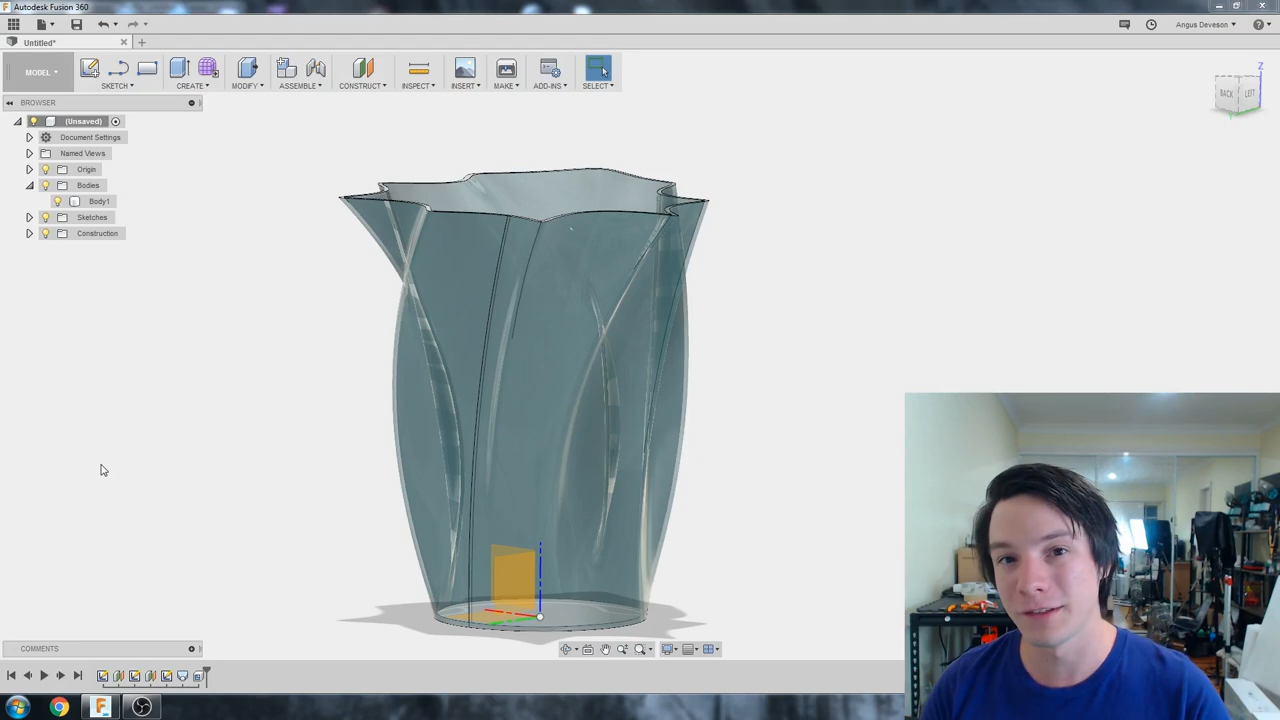 Autodesk Fusion 360
Angus Deveson
Untitled*
MODEL
SKETCH
CREATE
MODIFY
ASSEMBLE
CONSTRUCT
INSPECT
INSERT
MAKE
ADD-INS
SELECT
Z
BACK
LEFT
Y
BROWSER
(Unsaved)
Document Settings
Named Views
Origin
Bodies
Body1
Sketches
Construction
COMMENTS